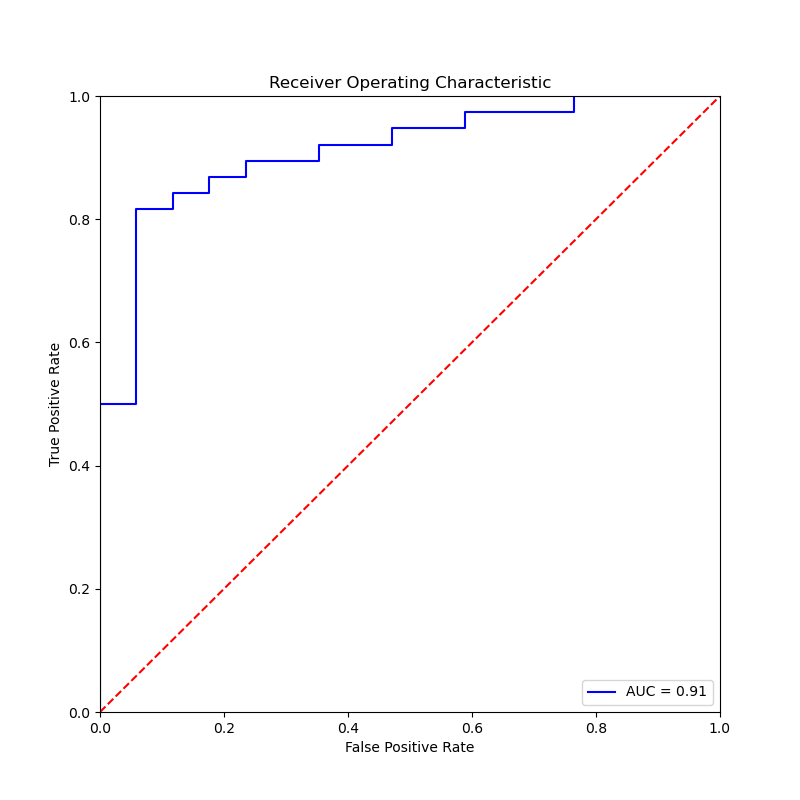 Receiver Operating Characteristic
1.0
0.8
0.6
0.4
0.2
0.0
True Positive Rate
AUC = 0.91
0.0 0.2 0.4 0.6 0.8 1.0
False Positive Rate